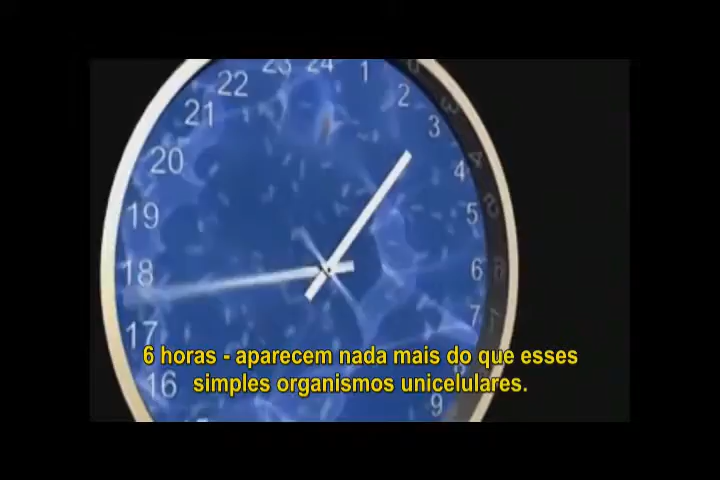 23 24 1
22 2
21 3
20 4
19 5
18 6
17 7
6 horas - aparecem nada mais do que esses
simples organismos unicelulares.
16 8
9